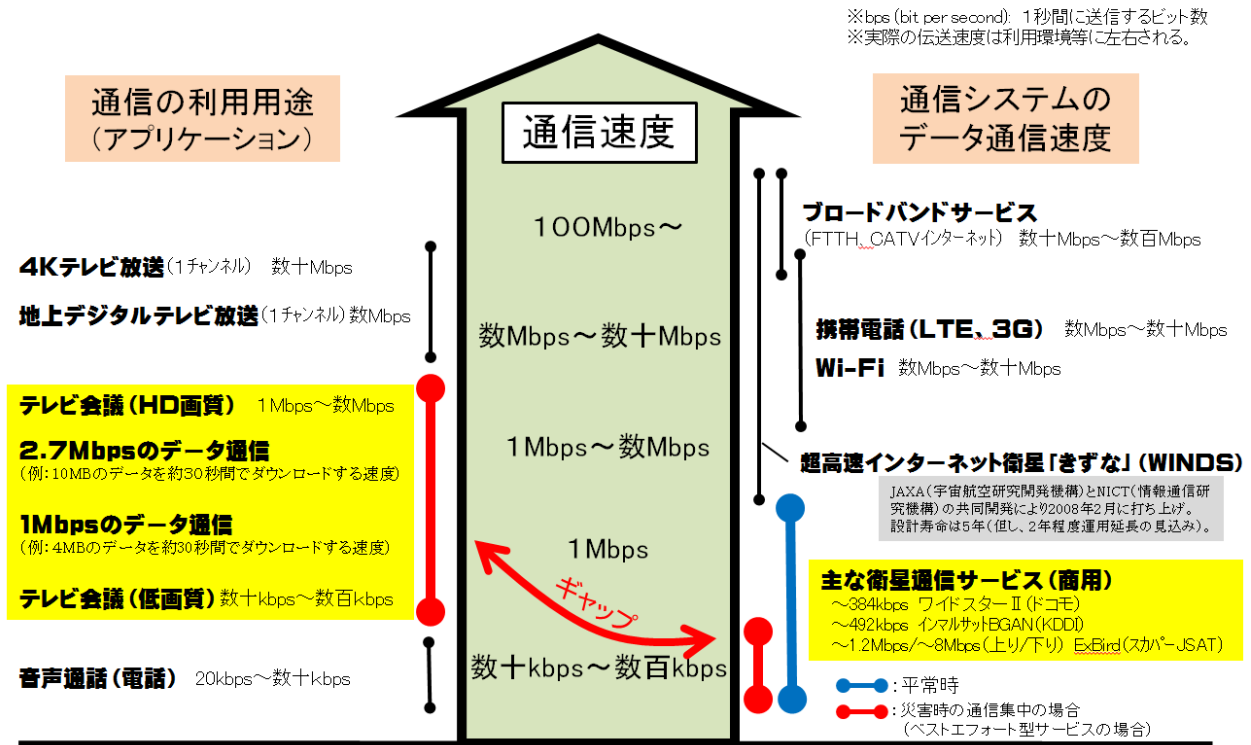 ※bps(bit per second): 1秒間に送信するビット数
※実際の伝送速度は利用環境等に左右される。
通信の利用用途
(アプリケーション)
通信速度
通信システムの
データ通信速度
100Mbps～
数Mbps～数十Mbps
1Mbps～数Mbps
1Mbps
ギャップ
数十kbps～数百kbps
4Kテレビ放送(1チャンネル) 数十Mbps
地上デジタルテレビ放送(1チャンネル)数Mbps
テレビ会議(HD画質) 1Mbps～数Mbps
2.7Mbpsのデータ通信
(例:10MBのデータを約30秒間でダウンロードする速度)
1Mbpsのデータ通信
(例:4MBのデータを約30秒間でダウンロードする速度)
テレビ会議(低画質)数十kbps～数百kbps
音声通話(電話) 20kbps～数十kbps
ブロードバンドサービス
(FTTH、CATVインターネット) 数十Mbps～数百Mbps
携帯電話(LTE、3G) 数Mbps～数十Mbps
Wi-Fi 数Mbps～数十Mbps
超高速インターネット衛星「きずな」(WINDS)
JAXA(宇宙航空研究開発機構)とNICT(情報通信研
究機構)の共同開発により2008年2月に打ち上げ。
設計寿命は5年(但し、2年程度運用延長の見込み)。
主な衛星通信サービス(商用)
～384kbps ワイドスターⅡ(ドコモ)
～492kbps インマルサットBGAN(KDDI)
～1.2Mbps/～8Mbps(上り/下り) ExBird(スカパーJSAT)
:平常時
:災害時の通信集中の場合
(ベストエフォート型サービスの場合)